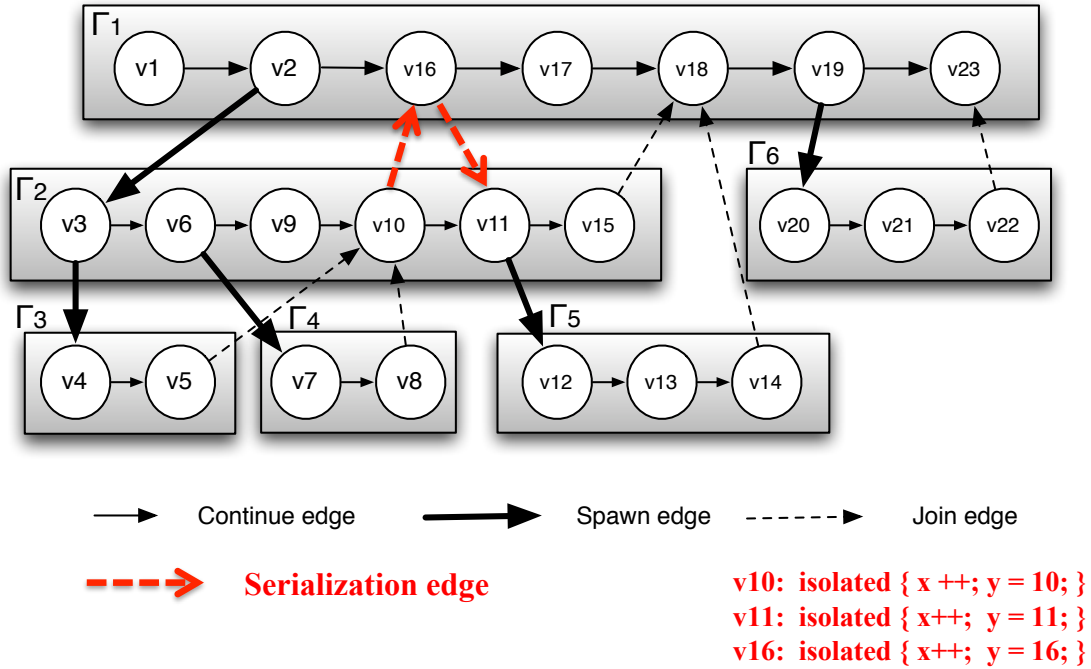 Γ1
v1 v2 v16 v17 v18 v19 v23
Γ2
v3 v6 v9 v10 v11 v15
Γ6
v20 v21 v22
Γ3
v4 v5
Γ4
v7 v8
Γ5
v12 v13 v14
Continue edge
Spawn edge
Join edge
Serialization edge
v10: isolated { x ++; y = 10; }
v11: isolated { x++; y = 11; }
v16: isolated { x++; y = 16; }